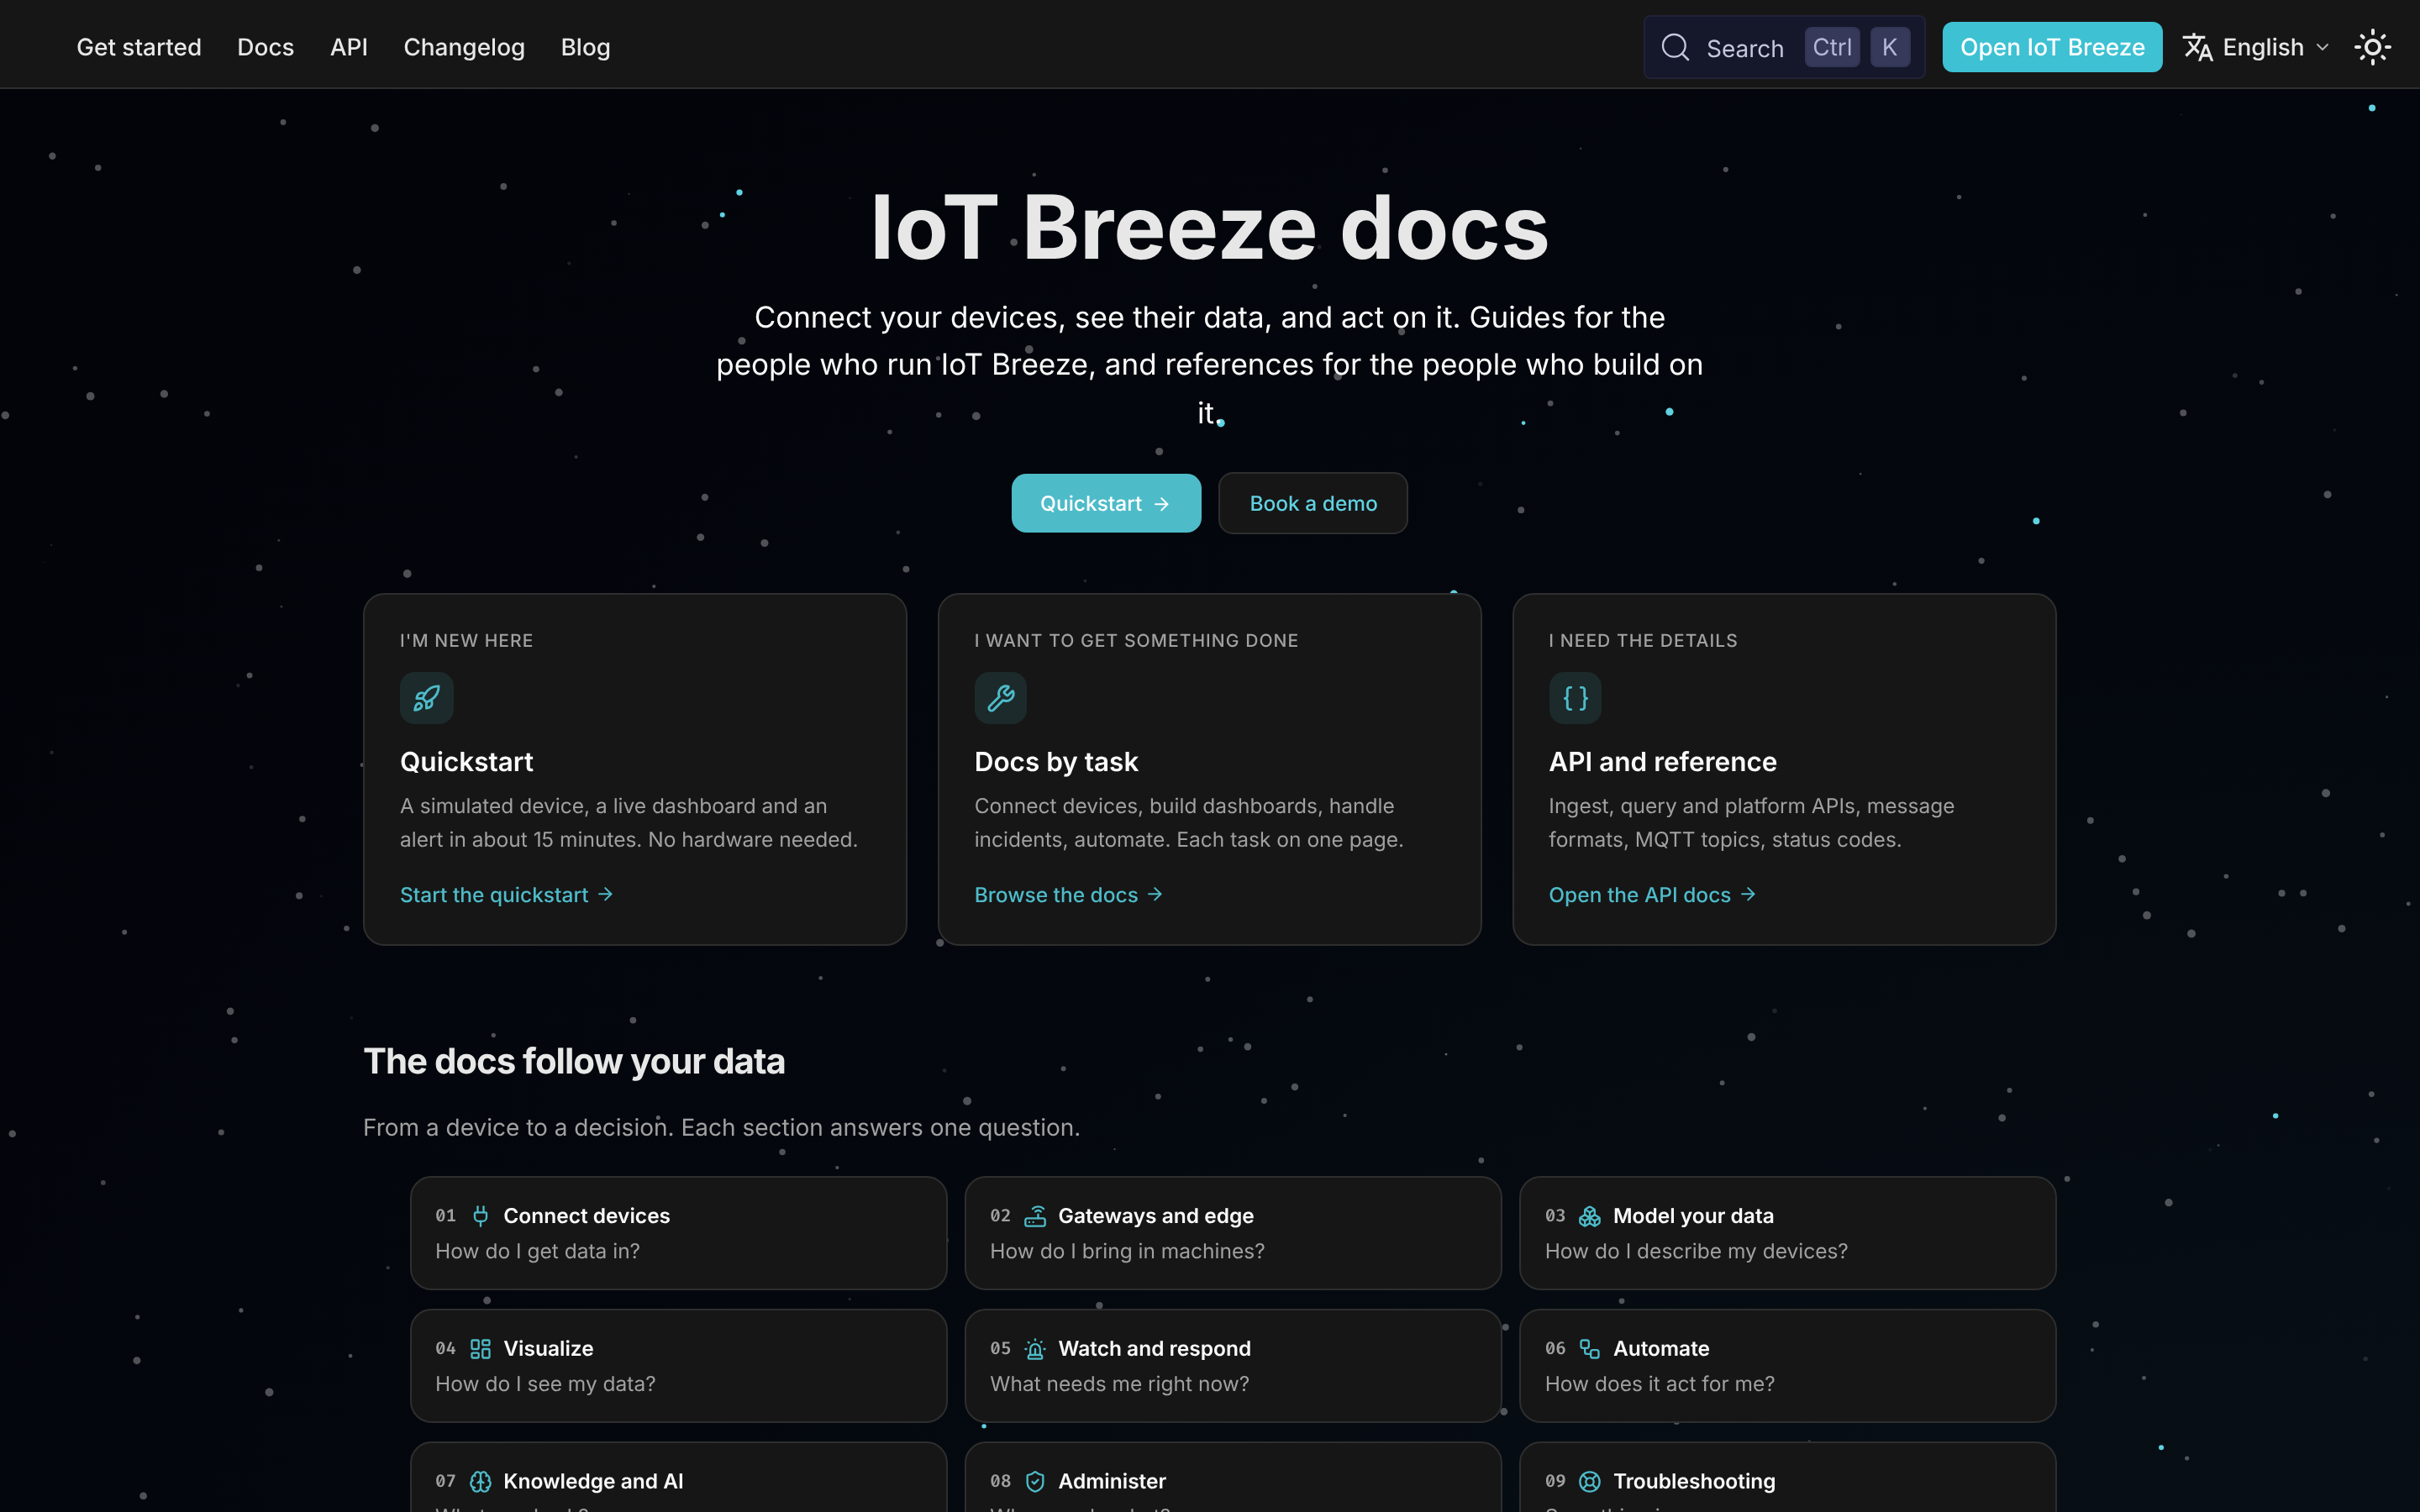 Get started Docs API Changelog Blog Search Ctrl K Open IoT Breeze English
IoT Breeze docs
Connect your devices, see their data, and act on it. Guides for the
people who run IoT Breeze, and references for the people who build on
it.
Quickstart → Book a demo
I'M NEW HERE
Quickstart
A simulated device, a live dashboard and an
alert in about 15 minutes. No hardware needed.
Start the quickstart →
I WANT TO GET SOMETHING DONE
Docs by task
Connect devices, build dashboards, handle
incidents, automate. Each task on one page.
Browse the docs →
I NEED THE DETAILS
API and reference
Ingest, query and platform APIs, message
formats, MQTT topics, status codes.
Open the API docs →
The docs follow your data
From a device to a decision. Each section answers one question.
01 Connect devices
How do I get data in?
02 Gateways and edge
How do I bring in machines?
03 Model your data
How do I describe my devices?
04 Visualize
How do I see my data?
05 Watch and respond
What needs me right now?
06 Automate
How does it act for me?
07 Knowledge and AI
08 Administer
09 Troubleshooting